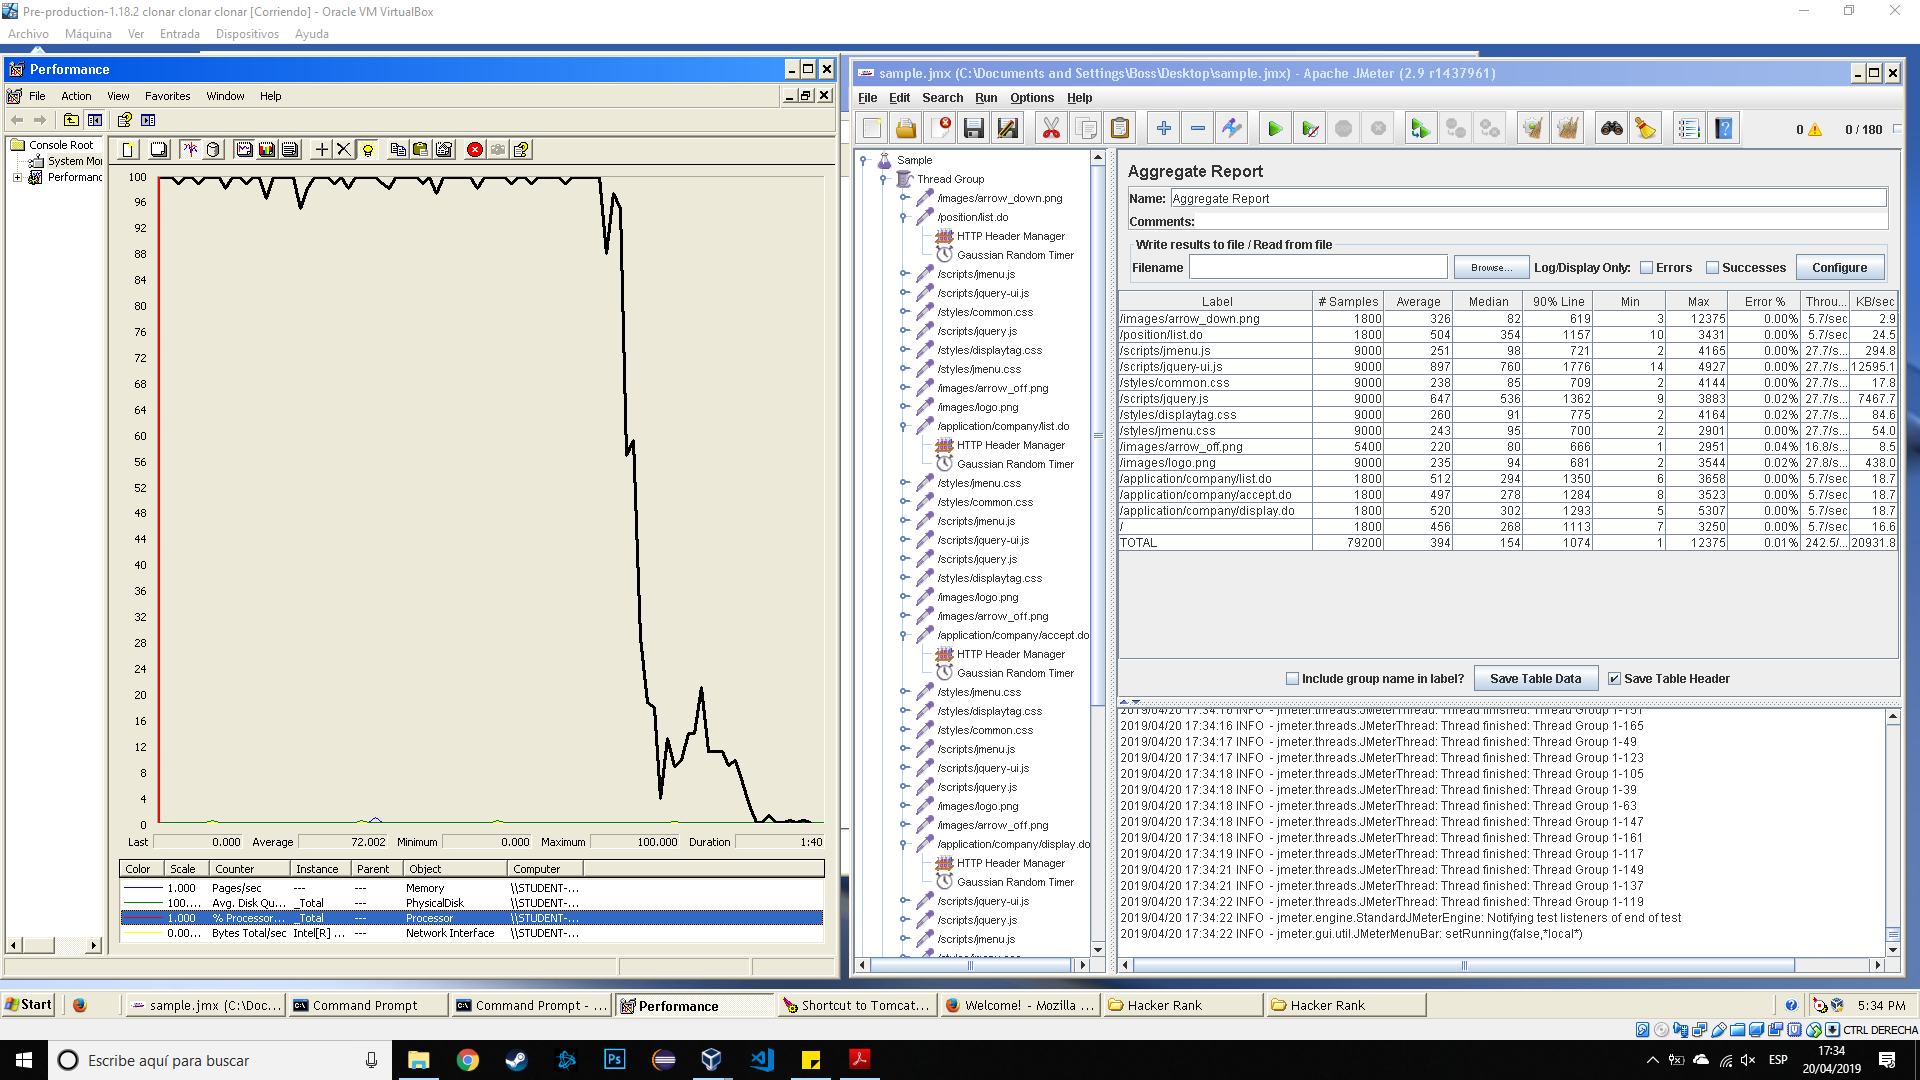 Pre-production-1.18.2 clonar clonar clonar [Corriendo] - Oracle VM VirtualBox
Archivo Máquina Ver Entrada Dispositivos Ayuda
Performance
File Action View Favorites Window Help
Console Root
System Mo
Performanc
100
96
92
88
84
80
76
72
68
64
60
56
52
48
44
40
36
32
28
24
20
16
12
8
4
0
Last 0.000 Average 72.002 Minimum 0.000 Maximum 100.000 Duration 1:40
Color Scale Counter Instance Parent Object Computer
1.000 Pages/sec --- --- Memory \\STUDENT-...
100.... Avg. Disk Qu... _Total --- PhysicalDisk \\STUDENT-...
1.000 % Processor... _Total --- Processor \\STUDENT-...
0.00... Bytes Total/sec Intel[R] ... --- Network Interface \\STUDENT-...
sample.jmx (C:\Documents and Settings\Boss\Desktop\sample.jmx) - Apache JMeter (2.9 r1437961)
File Edit Search Run Options Help
0 0 / 180
Sample
Thread Group
/images/arrow_down.png
/position/list.do
HTTP Header Manager
Gaussian Random Timer
/scripts/jmenu.js
/scripts/jquery-ui.js
/styles/common.css
/scripts/jquery.js
/styles/displaytag.css
/styles/jmenu.css
/images/arrow_off.png
/images/logo.png
/application/company/list.do
HTTP Header Manager
Gaussian Random Timer
/styles/jmenu.css
/styles/common.css
/scripts/jmenu.js
/scripts/jquery-ui.js
/scripts/jquery.js
/styles/displaytag.css
/images/logo.png
/images/arrow_off.png
/application/company/accept.do
HTTP Header Manager
Gaussian Random Timer
/styles/jmenu.css
/styles/displaytag.css
/styles/common.css
/scripts/jmenu.js
/scripts/jquery-ui.js
/scripts/jquery.js
/images/logo.png
/images/arrow_off.png
/application/company/display.do
HTTP Header Manager
Gaussian Random Timer
/scripts/jquery-ui.js
/scripts/jquery.js
/scripts/jmenu.js
Aggregate Report
Name: Aggregate Report
Comments:
Write results to file / Read from file
Filename Browse... Log/Display Only: Errors Successes Configure
Label # Samples Average Median 90% Line Min Max Error % Throu... KB/sec
/images/arrow_down.png 1800 326 82 619 3 12375 0.00% 5.7/sec 2.9
/position/list.do 1800 504 354 1157 10 3431 0.00% 5.7/sec 24.5
/scripts/jmenu.js 9000 251 98 721 2 4165 0.00% 27.7/s... 294.8
/scripts/jquery-ui.js 9000 897 760 1776 14 4927 0.00% 27.7/s... 12595.1
/styles/common.css 9000 238 85 709 2 4144 0.00% 27.7/s... 17.8
/scripts/jquery.js 9000 647 536 1362 9 3883 0.02% 27.7/s... 7467.7
/styles/displaytag.css 9000 260 91 775 2 4164 0.00% 27.7/s... 84.6
/styles/jmenu.css 9000 243 95 700 2 2901 0.00% 27.7/s... 54.0
/images/arrow_off.png 5400 220 80 666 1 2951 0.04% 16.8/s... 8.5
/images/logo.png 9000 235 94 681 2 3544 0.02% 27.8/s... 438.0
/application/company/list.do 1800 512 294 1350 6 3658 0.00% 5.7/sec 18.7
/application/company/accept.do 1800 497 278 1284 8 3523 0.00% 5.7/sec 18.7
/application/company/display.do 1800 520 302 1293 5 5307 0.00% 5.7/sec 18.7
/ 1800 456 268 1113 7 3250 0.00% 5.7/sec 16.6
TOTAL 79200 394 154 1074 1 12375 0.01% 242.5/... 20931.8
Include group name in label? Save Table Data Save Table Header
2019/04/20 17:34:16 INFO - jmeter.threads.JMeterThread: Thread finished: Thread Group 1-151
2019/04/20 17:34:16 INFO - jmeter.threads.JMeterThread: Thread finished: Thread Group 1-165
2019/04/20 17:34:17 INFO - jmeter.threads.JMeterThread: Thread finished: Thread Group 1-49
2019/04/20 17:34:17 INFO - jmeter.threads.JMeterThread: Thread finished: Thread Group 1-123
2019/04/20 17:34:18 INFO - jmeter.threads.JMeterThread: Thread finished: Thread Group 1-105
2019/04/20 17:34:18 INFO - jmeter.threads.JMeterThread: Thread finished: Thread Group 1-39
2019/04/20 17:34:18 INFO - jmeter.threads.JMeterThread: Thread finished: Thread Group 1-63
2019/04/20 17:34:18 INFO - jmeter.threads.JMeterThread: Thread finished: Thread Group 1-147
2019/04/20 17:34:18 INFO - jmeter.threads.JMeterThread: Thread finished: Thread Group 1-161
2019/04/20 17:34:19 INFO - jmeter.threads.JMeterThread: Thread finished: Thread Group 1-117
2019/04/20 17:34:21 INFO - jmeter.threads.JMeterThread: Thread finished: Thread Group 1-149
2019/04/20 17:34:21 INFO - jmeter.threads.JMeterThread: Thread finished: Thread Group 1-137
2019/04/20 17:34:22 INFO - jmeter.threads.JMeterThread: Thread finished: Thread Group 1-119
2019/04/20 17:34:22 INFO - jmeter.engine.StandardJMeterEngine: Notifying test listeners of end of test
2019/04/20 17:34:22 INFO - jmeter.gui.util.JMeterMenuBar: setRunning(false,*local*)
Start sample.jmx (C:\Doc... Command Prompt Command Prompt - ... Performance Shortcut to Tomcat... Welcome! - Mozilla ... Hacker Rank Hacker Rank 5:34 PM
CTRL DERECHA
Escribe aquí para buscar
ESP
17:34
20/04/2019